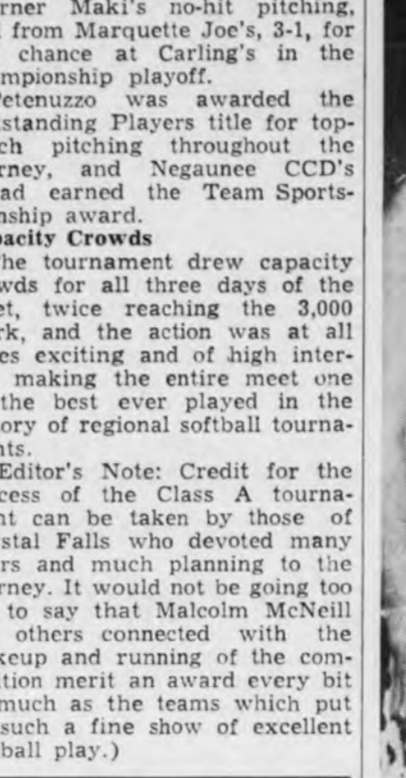 rner Maki's no-hit pitching,
from Marquette Joe's, 3-1, for
chance at Carling's in the
mpionship playoff.
etenuzzo was awarded the
standing Players title for top-
ch pitching throughout the
rney, and Negaunee CCD's
ad earned the Team Sports-
nship award.
pacity Crowds
he tournament drew capacity
wds for all three days of the
et, twice reaching the 3,000
rk, and the action was at all
es exciting and of high inter-
making the entire meet one
the best ever played in the
ory of regional softball tourna-
nts.
Editor's Note: Credit for the
cess of the Class A tourna-
nt can be taken by those of
stal Falls who devoted many
rs and much planning to the
rney. It would not be going too
to say that Malcolm McNeill
others connected with the
keup and running of the com-
ition merit an award every bit
much as the teams which put
such a fine show of excellent
ball play.)